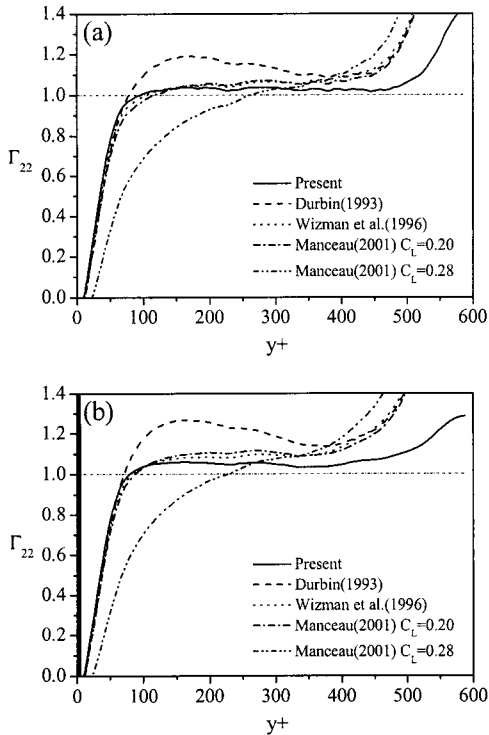 (a)
1.4
1.2
1.0
0.8
0.6
0.4
0.2
0.0
Γ22
Present
Durbin(1993)
Wizman et al.(1996)
Manceau(2001) C_L=0.20
Manceau(2001) C_L=0.28
0 100 200 300 400 500 600
y+
(b)
1.4
1.2
1.0
0.8
0.6
0.4
0.2
0.0
Γ22
Present
Durbin(1993)
Wizman et al.(1996)
Manceau(2001) C_L=0.20
Manceau(2001) C_L=0.28
0 100 200 300 400 500 600
y+